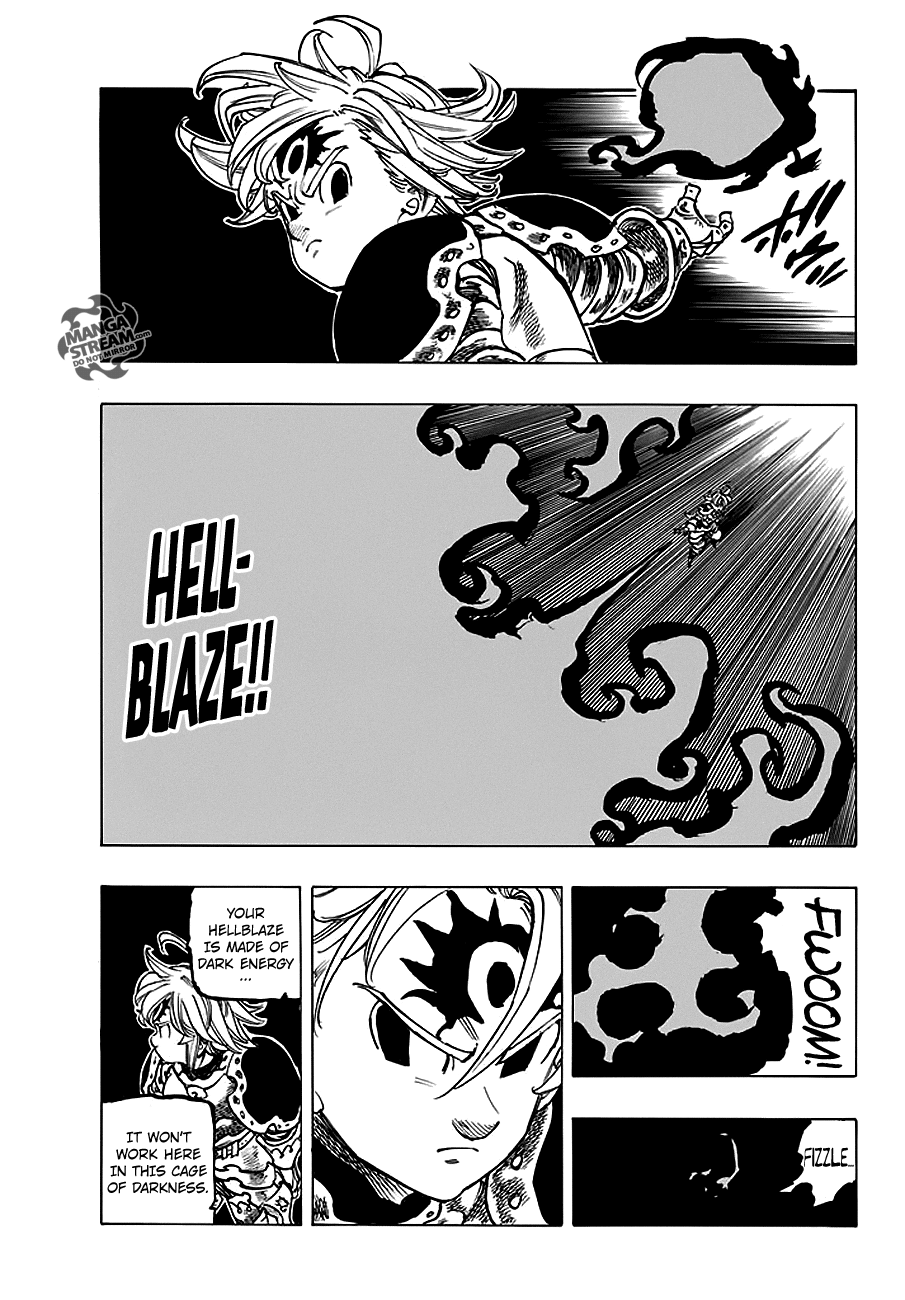 MANGA
STREAM.com
DO NOT MIRROR
HELL-
BLAZE!!
FWOOM!
FIZZLE...
YOUR
HELLBLAZE
IS MADE OF
DARK ENERGY
...
IT WON'T
WORK HERE
IN THIS CAGE
OF DARKNESS.